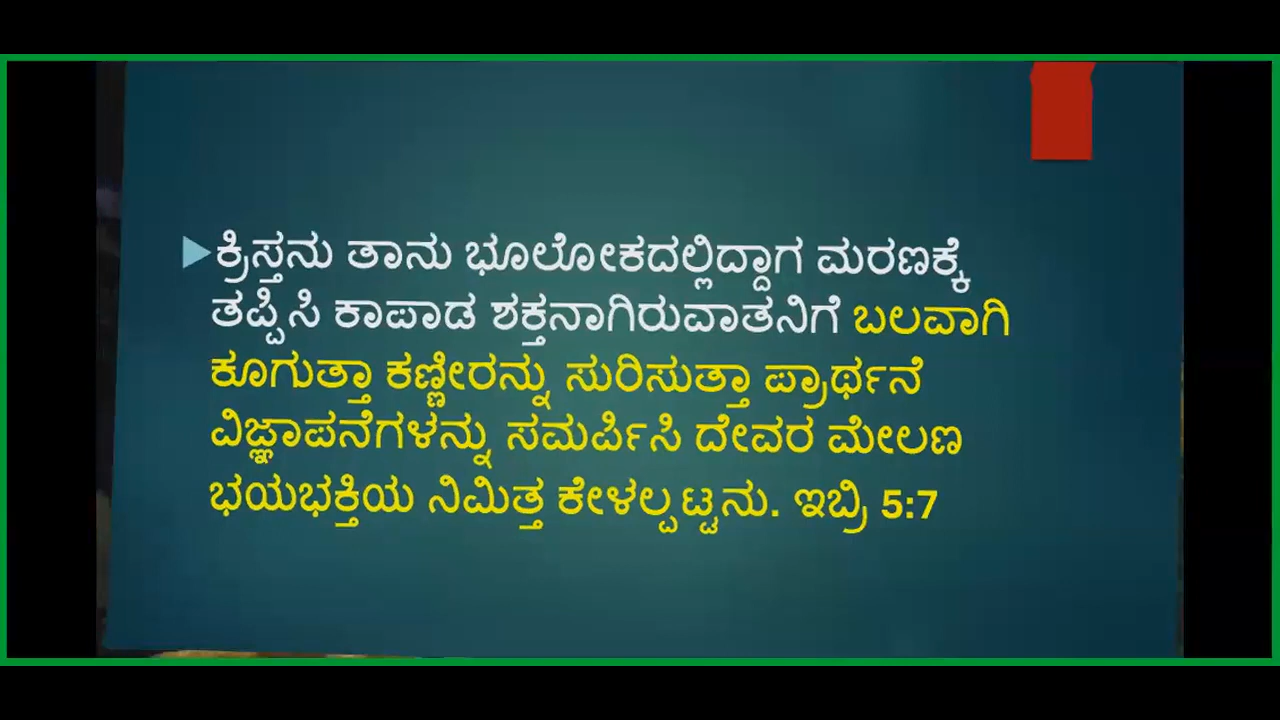 ಕ್ರಿಸ್ತನು ತಾನು ಭೂಲೋಕದಲ್ಲಿದ್ದಾಗ ಮರಣಕ್ಕೆ
ತಪ್ಪಿಸಿ ಕಾಪಾಡ ಶಕ್ತನಾಗಿರುವಾತನಿಗೆ ಬಲವಾಗಿ
ಕೂಗುತ್ತಾ ಕಣ್ಣೀರನ್ನು ಸುರಿಸುತ್ತಾ ಪ್ರಾರ್ಥನೆ
ವಿಜ್ಞಾಪನೆಗಳನ್ನು ಸಮರ್ಪಿಸಿ ದೇವರ ಮೇಲಣ
ಭಯಭಕ್ತಿಯ ನಿಮಿತ್ತ ಕೇಳಲ್ಪಟ್ಟನು. ಇಬ್ರಿ 5:7